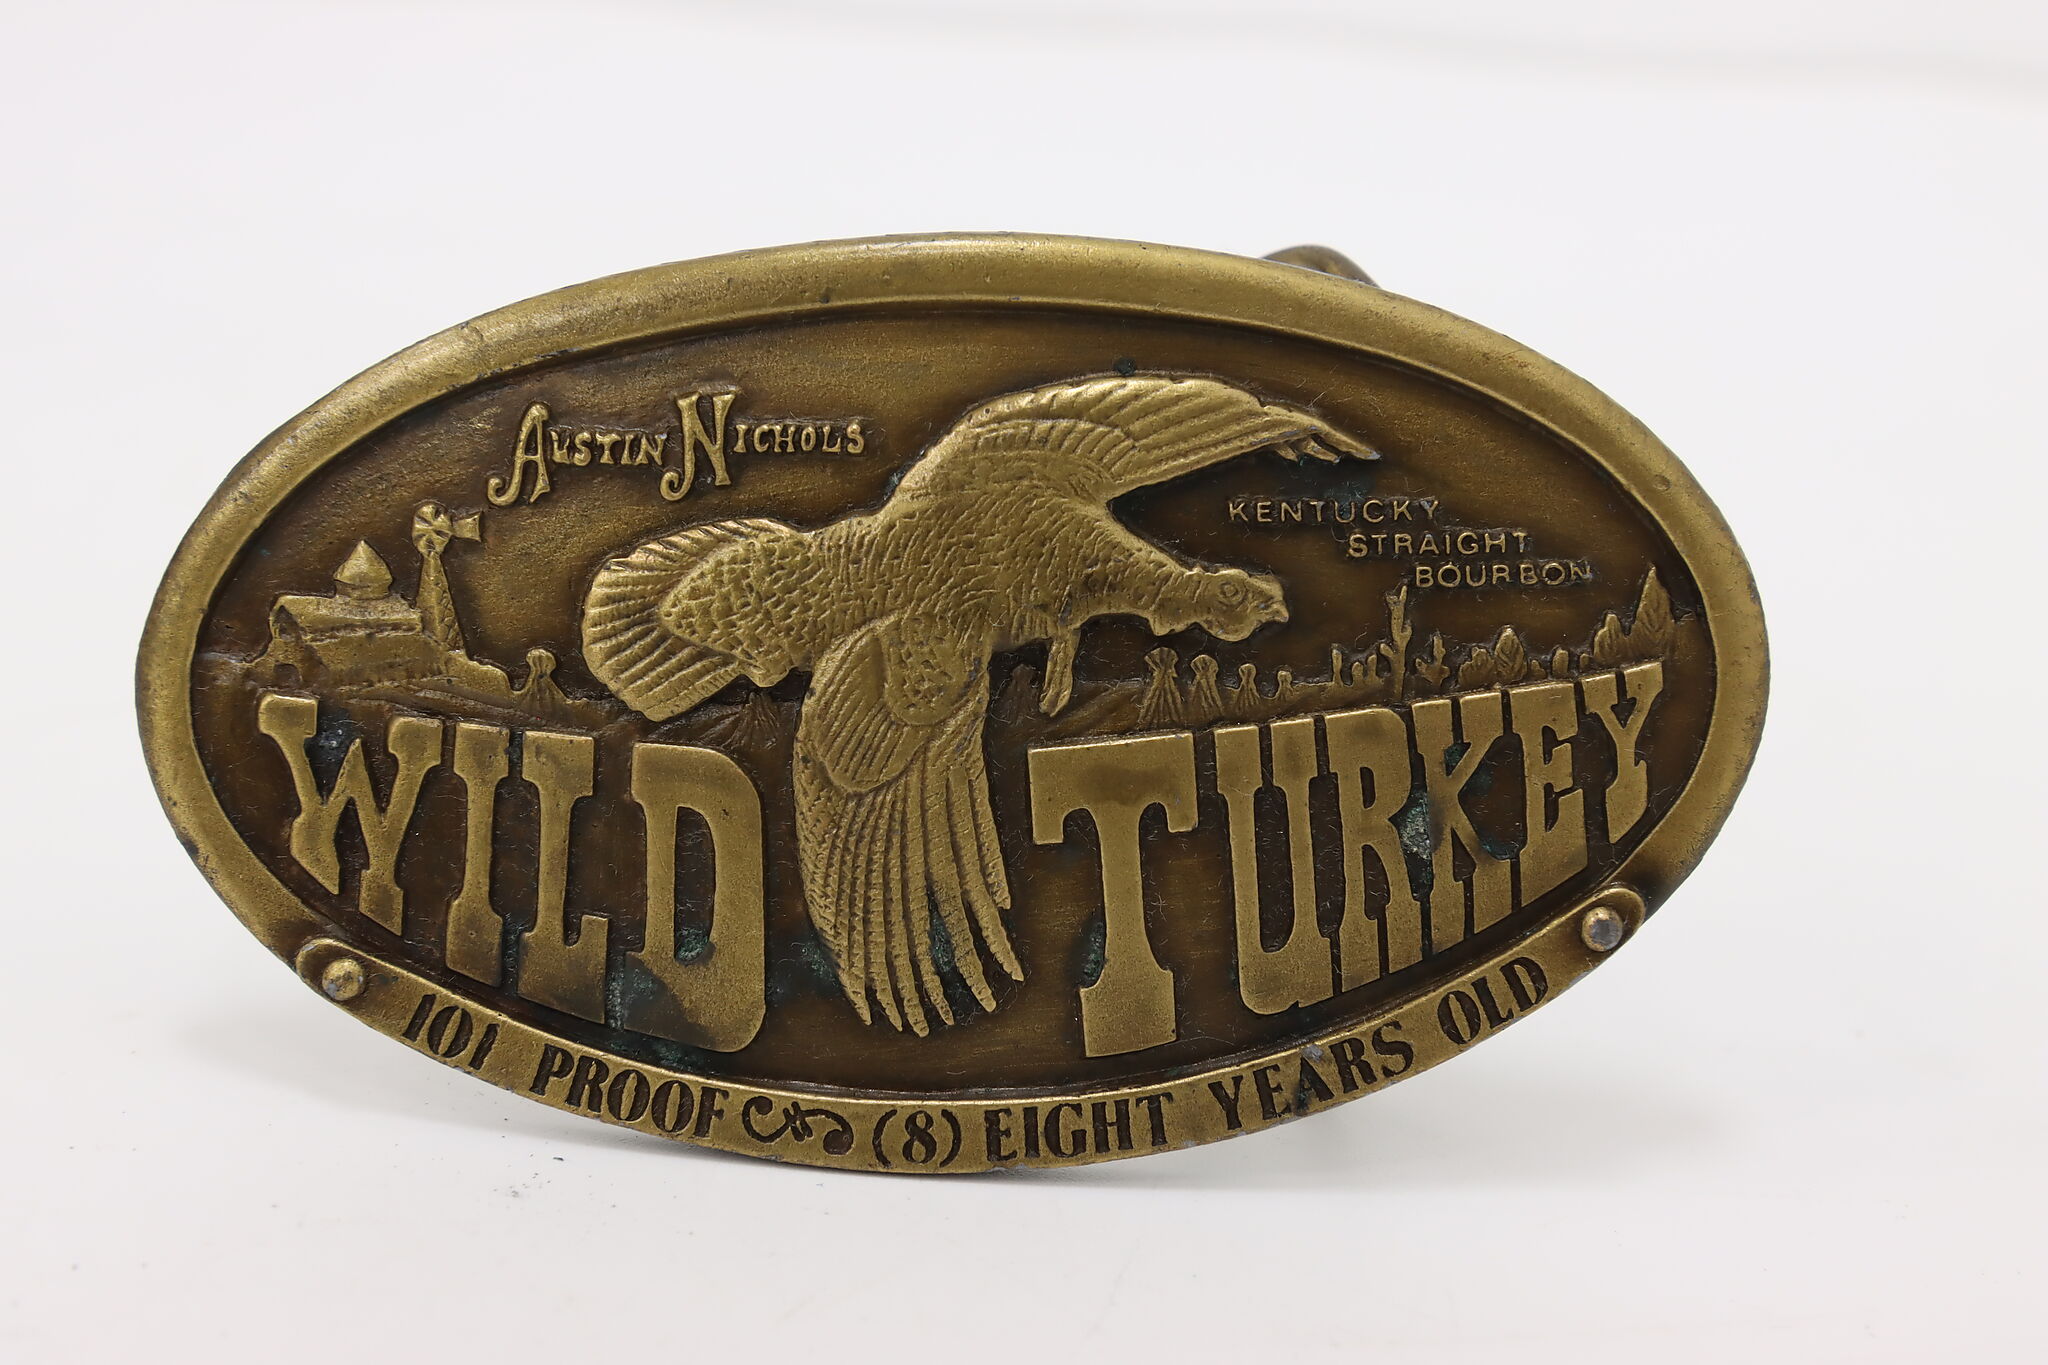 Austin Nichols
KENTUCKY
STRAIGHT
BOURBON
WILD TURKEY
101 PROOF (8) EIGHT YEARS OLD